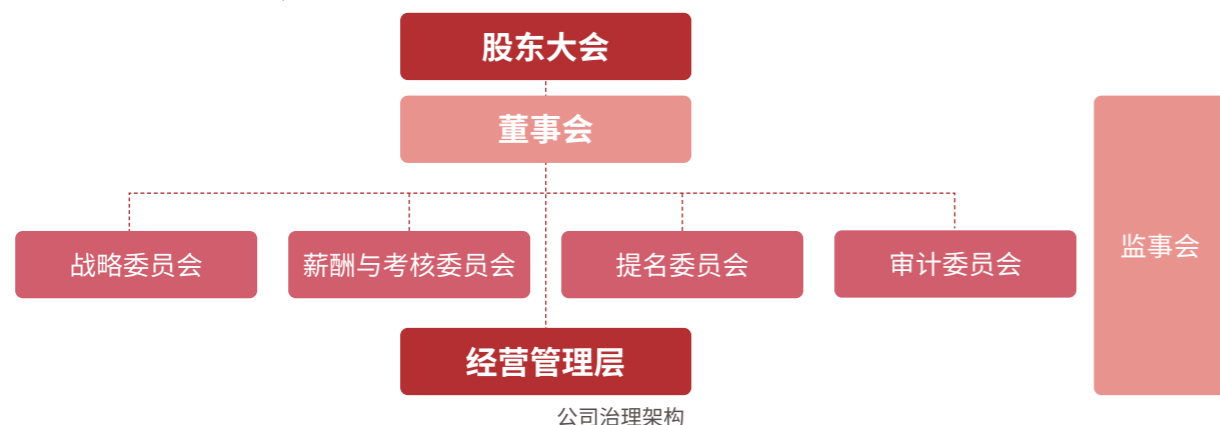 股东大会
董事会
战略委员会
薪酬与考核委员会
提名委员会
审计委员会
监事会
经营管理层
公司治理架构